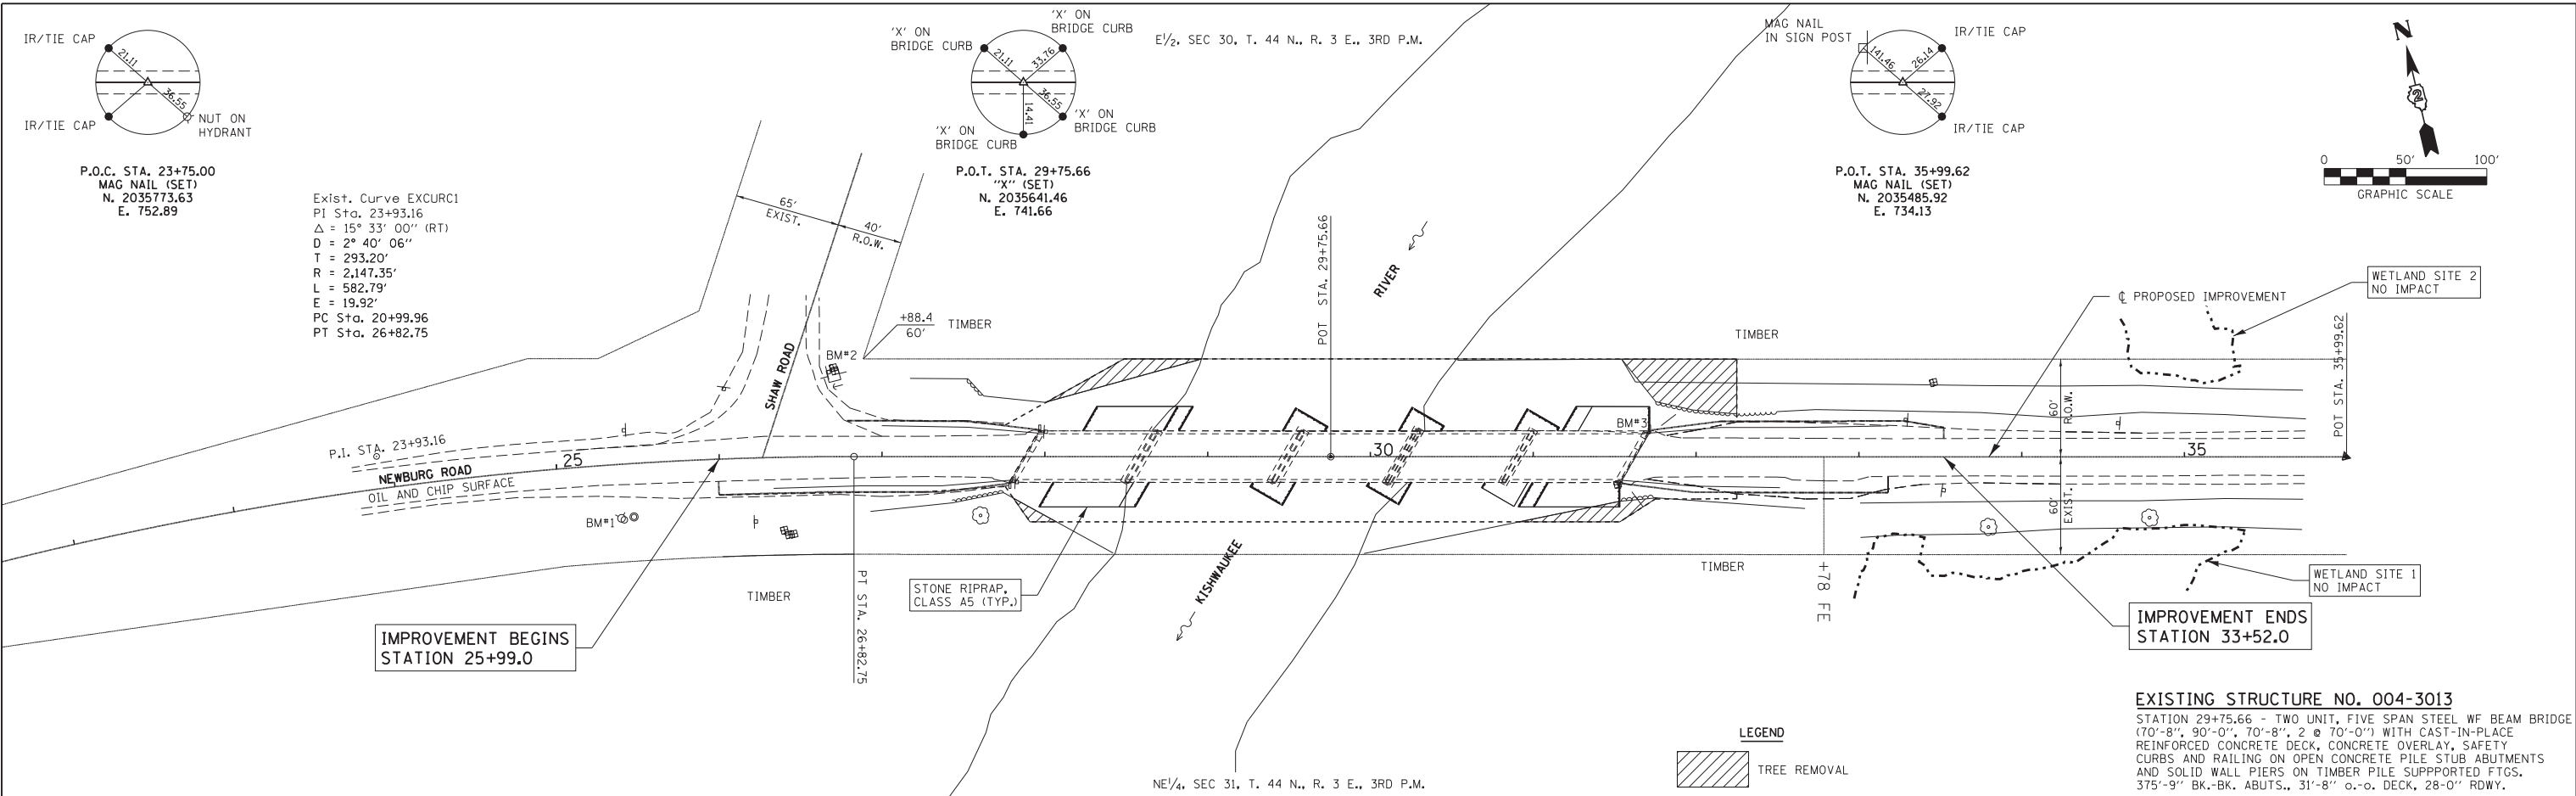 IR/TIE CAP
21.11
36.55
IR/TIE CAP
NUT ON
HYDRANT
P.O.C. STA. 23+75.00
MAG NAIL (SET)
N. 2035773.63
E. 752.89
Exist. Curve EXCURC1
PI Sta. 23+93.16
Δ = 15° 33' 00'' (RT)
D = 2° 40' 06''
T = 293.20'
R = 2,147.35'
L = 582.79'
E = 19.92'
PC Sta. 20+99.96
PT Sta. 26+82.75
'X' ON
BRIDGE CURB
'X' ON
BRIDGE CURB
21.11
33.76
36.55
14.41
'X' ON
BRIDGE CURB
'X' ON
BRIDGE CURB
P.O.T. STA. 29+75.66
"X" (SET)
N. 2035641.46
E. 741.66
E1/2, SEC 30, T. 44 N., R. 3 E., 3RD P.M.
MAG NAIL
IN SIGN POST
IR/TIE CAP
141.46
26.14
27.92
IR/TIE CAP
P.O.T. STA. 35+99.62
MAG NAIL (SET)
N. 2035485.92
E. 734.13
N
2
0 50' 100'
GRAPHIC SCALE
65'
EXIST.
40'
R.O.W.
POT STA. 29+75.66
RIVER
+88.4
60'
TIMBER
BM#2
SHAW ROAD
TIMBER
℄ PROPOSED IMPROVEMENT
WETLAND SITE 2
NO IMPACT
POT STA. 35+99.62
P.I. STA. 23+93.16
NEWBURG ROAD
OIL AND CHIP SURFACE
25
30
35
BM#3
60'
R.O.W.
60'
EXIST.
BM#1
PT STA. 26+82.75
STONE RIPRAP,
CLASS A5 (TYP.)
KISHWAUKEE
TIMBER
TIMBER
+78 FE
WETLAND SITE 1
NO IMPACT
IMPROVEMENT BEGINS
STATION 25+99.0
IMPROVEMENT ENDS
STATION 33+52.0
NE1/4, SEC 31, T. 44 N., R. 3 E., 3RD P.M.
LEGEND
TREE REMOVAL
EXISTING STRUCTURE NO. 004-3013
STATION 29+75.66 - TWO UNIT, FIVE SPAN STEEL WF BEAM BRIDGE
(70'-8", 90'-0", 70'-8", 2 @ 70'-0") WITH CAST-IN-PLACE
REINFORCED CONCRETE DECK, CONCRETE OVERLAY, SAFETY
CURBS AND RAILING ON OPEN CONCRETE PILE STUB ABUTMENTS
AND SOLID WALL PIERS ON TIMBER PILE SUPPPORTED FTGS.
375'-9" BK.-BK. ABUTS., 31'-8" o.-o. DECK, 28-0" RDWY.